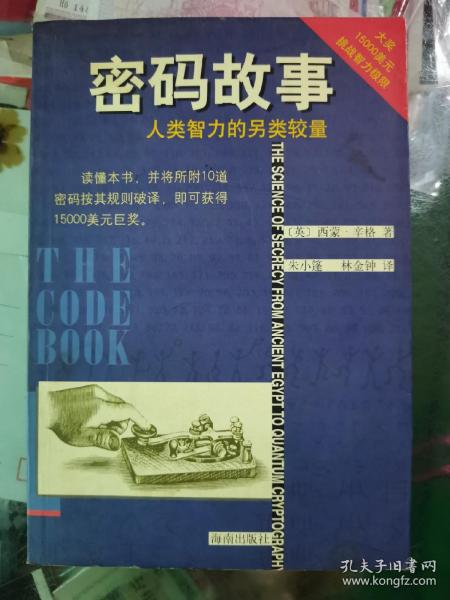 大奖
15000美元
挑战智力极限
密码故事
人类智力的另类较量
读懂本书，并将所附10道
密码按其规则破译，即可获得
15000美元巨奖。
〔英〕西蒙·辛格 著
朱小篷 林金钟 译
THE SCIENCE OF SECRECY FROM ANCIENT EGYPT TO QUANTUM CRYPTOGRAPHY
THE
CODE
BOOK
海南出版社
孔夫子旧书网
www.kongfz.com